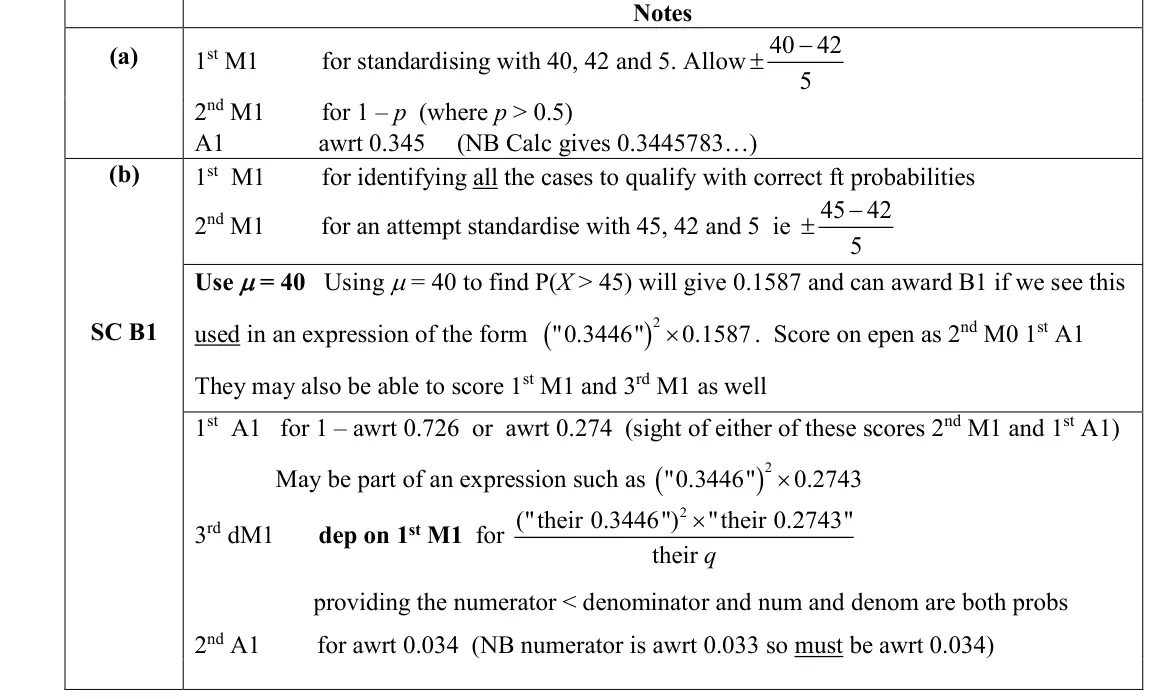 Notes
(a) 1st M1 for standardising with 40, 42 and 5. Allow ± (40 – 42)/5
2nd M1 for 1 – p (where p > 0.5)
A1 awrt 0.345 (NB Calc gives 0.3445783…)
(b) 1st M1 for identifying all the cases to qualify with correct ft probabilities
2nd M1 for an attempt standardise with 45, 42 and 5 ie ± (45 – 42)/5
Use μ = 40 Using μ = 40 to find P(X > 45) will give 0.1587 and can award B1 if we see this
SC B1 used in an expression of the form ("0.3446")² × 0.1587. Score on epen as 2nd M0 1st A1
They may also be able to score 1st M1 and 3rd M1 as well
1st A1 for 1 – awrt 0.726 or awrt 0.274 (sight of either of these scores 2nd M1 and 1st A1)
May be part of an expression such as ("0.3446")² × 0.2743
3rd dM1 dep on 1st M1 for (("their 0.3446")² × "their 0.2743")/(their q)
providing the numerator < denominator and num and denom are both probs
2nd A1 for awrt 0.034 (NB numerator is awrt 0.033 so must be awrt 0.034)